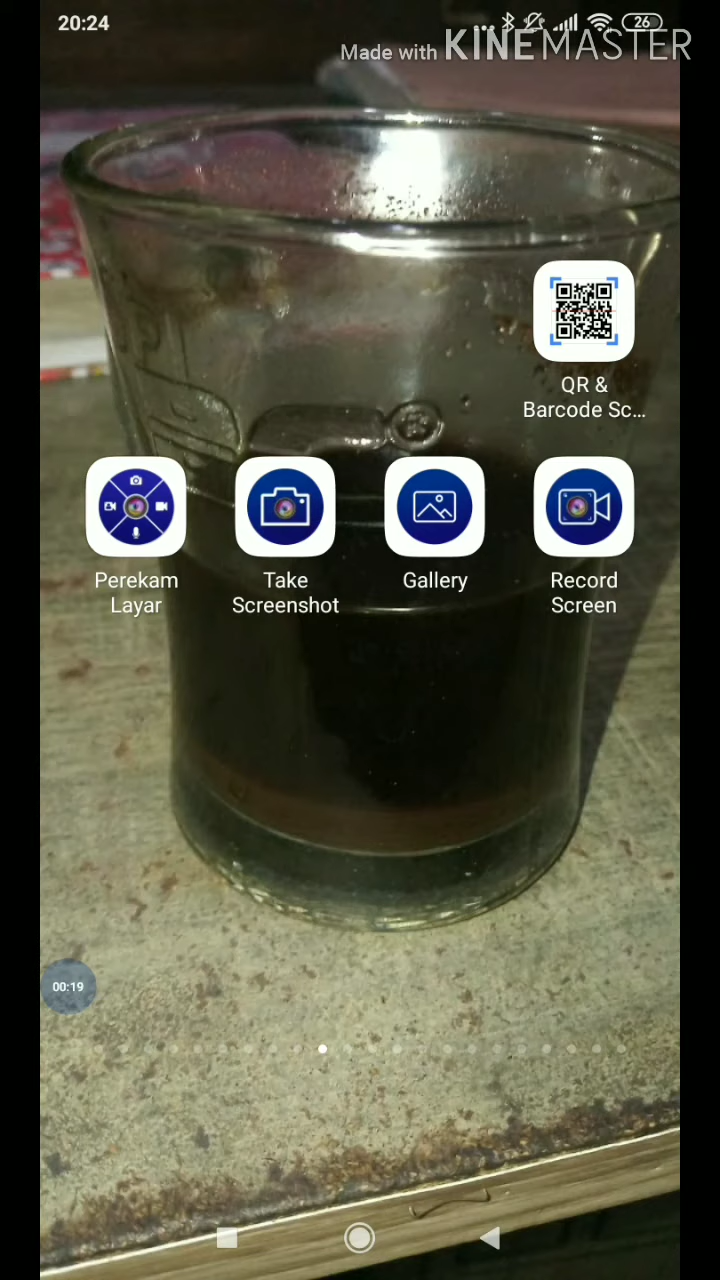 20:24
26
Made with KINEMASTER
QR &
Barcode Sc...
Perekam
Layar
Take
Screenshot
Gallery
Record
Screen
00:19